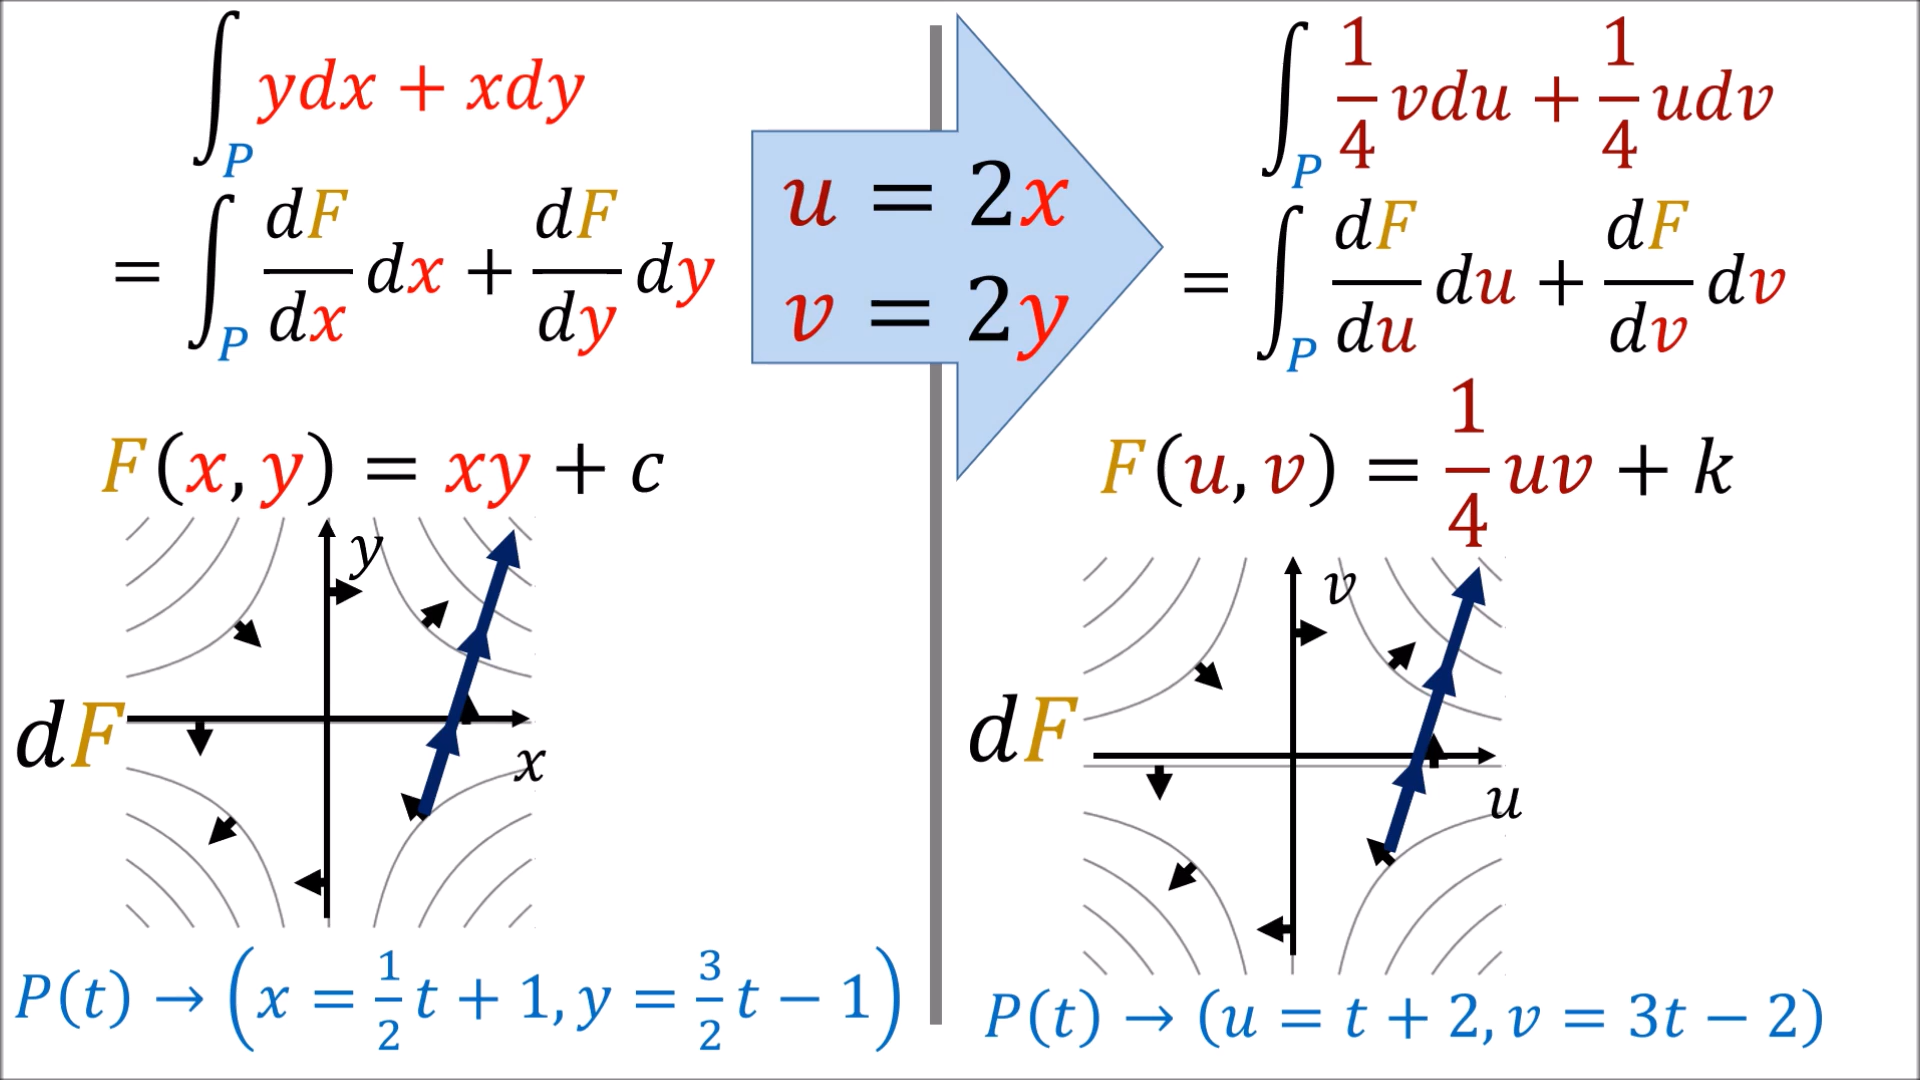 ∫_P ydx + xdy
= ∫_P dF/dx dx + dF/dy dy
F(x, y) = xy + c
y
x
dF
P(t) → (x = 1/2 t + 1, y = 3/2 t − 1)
u = 2x
v = 2y
∫_P 1/4 vdu + 1/4 udv
= ∫_P dF/du du + dF/dv dv
F(u, v) = 1/4 uv + k
v
u
dF
P(t) → (u = t + 2, v = 3t − 2)